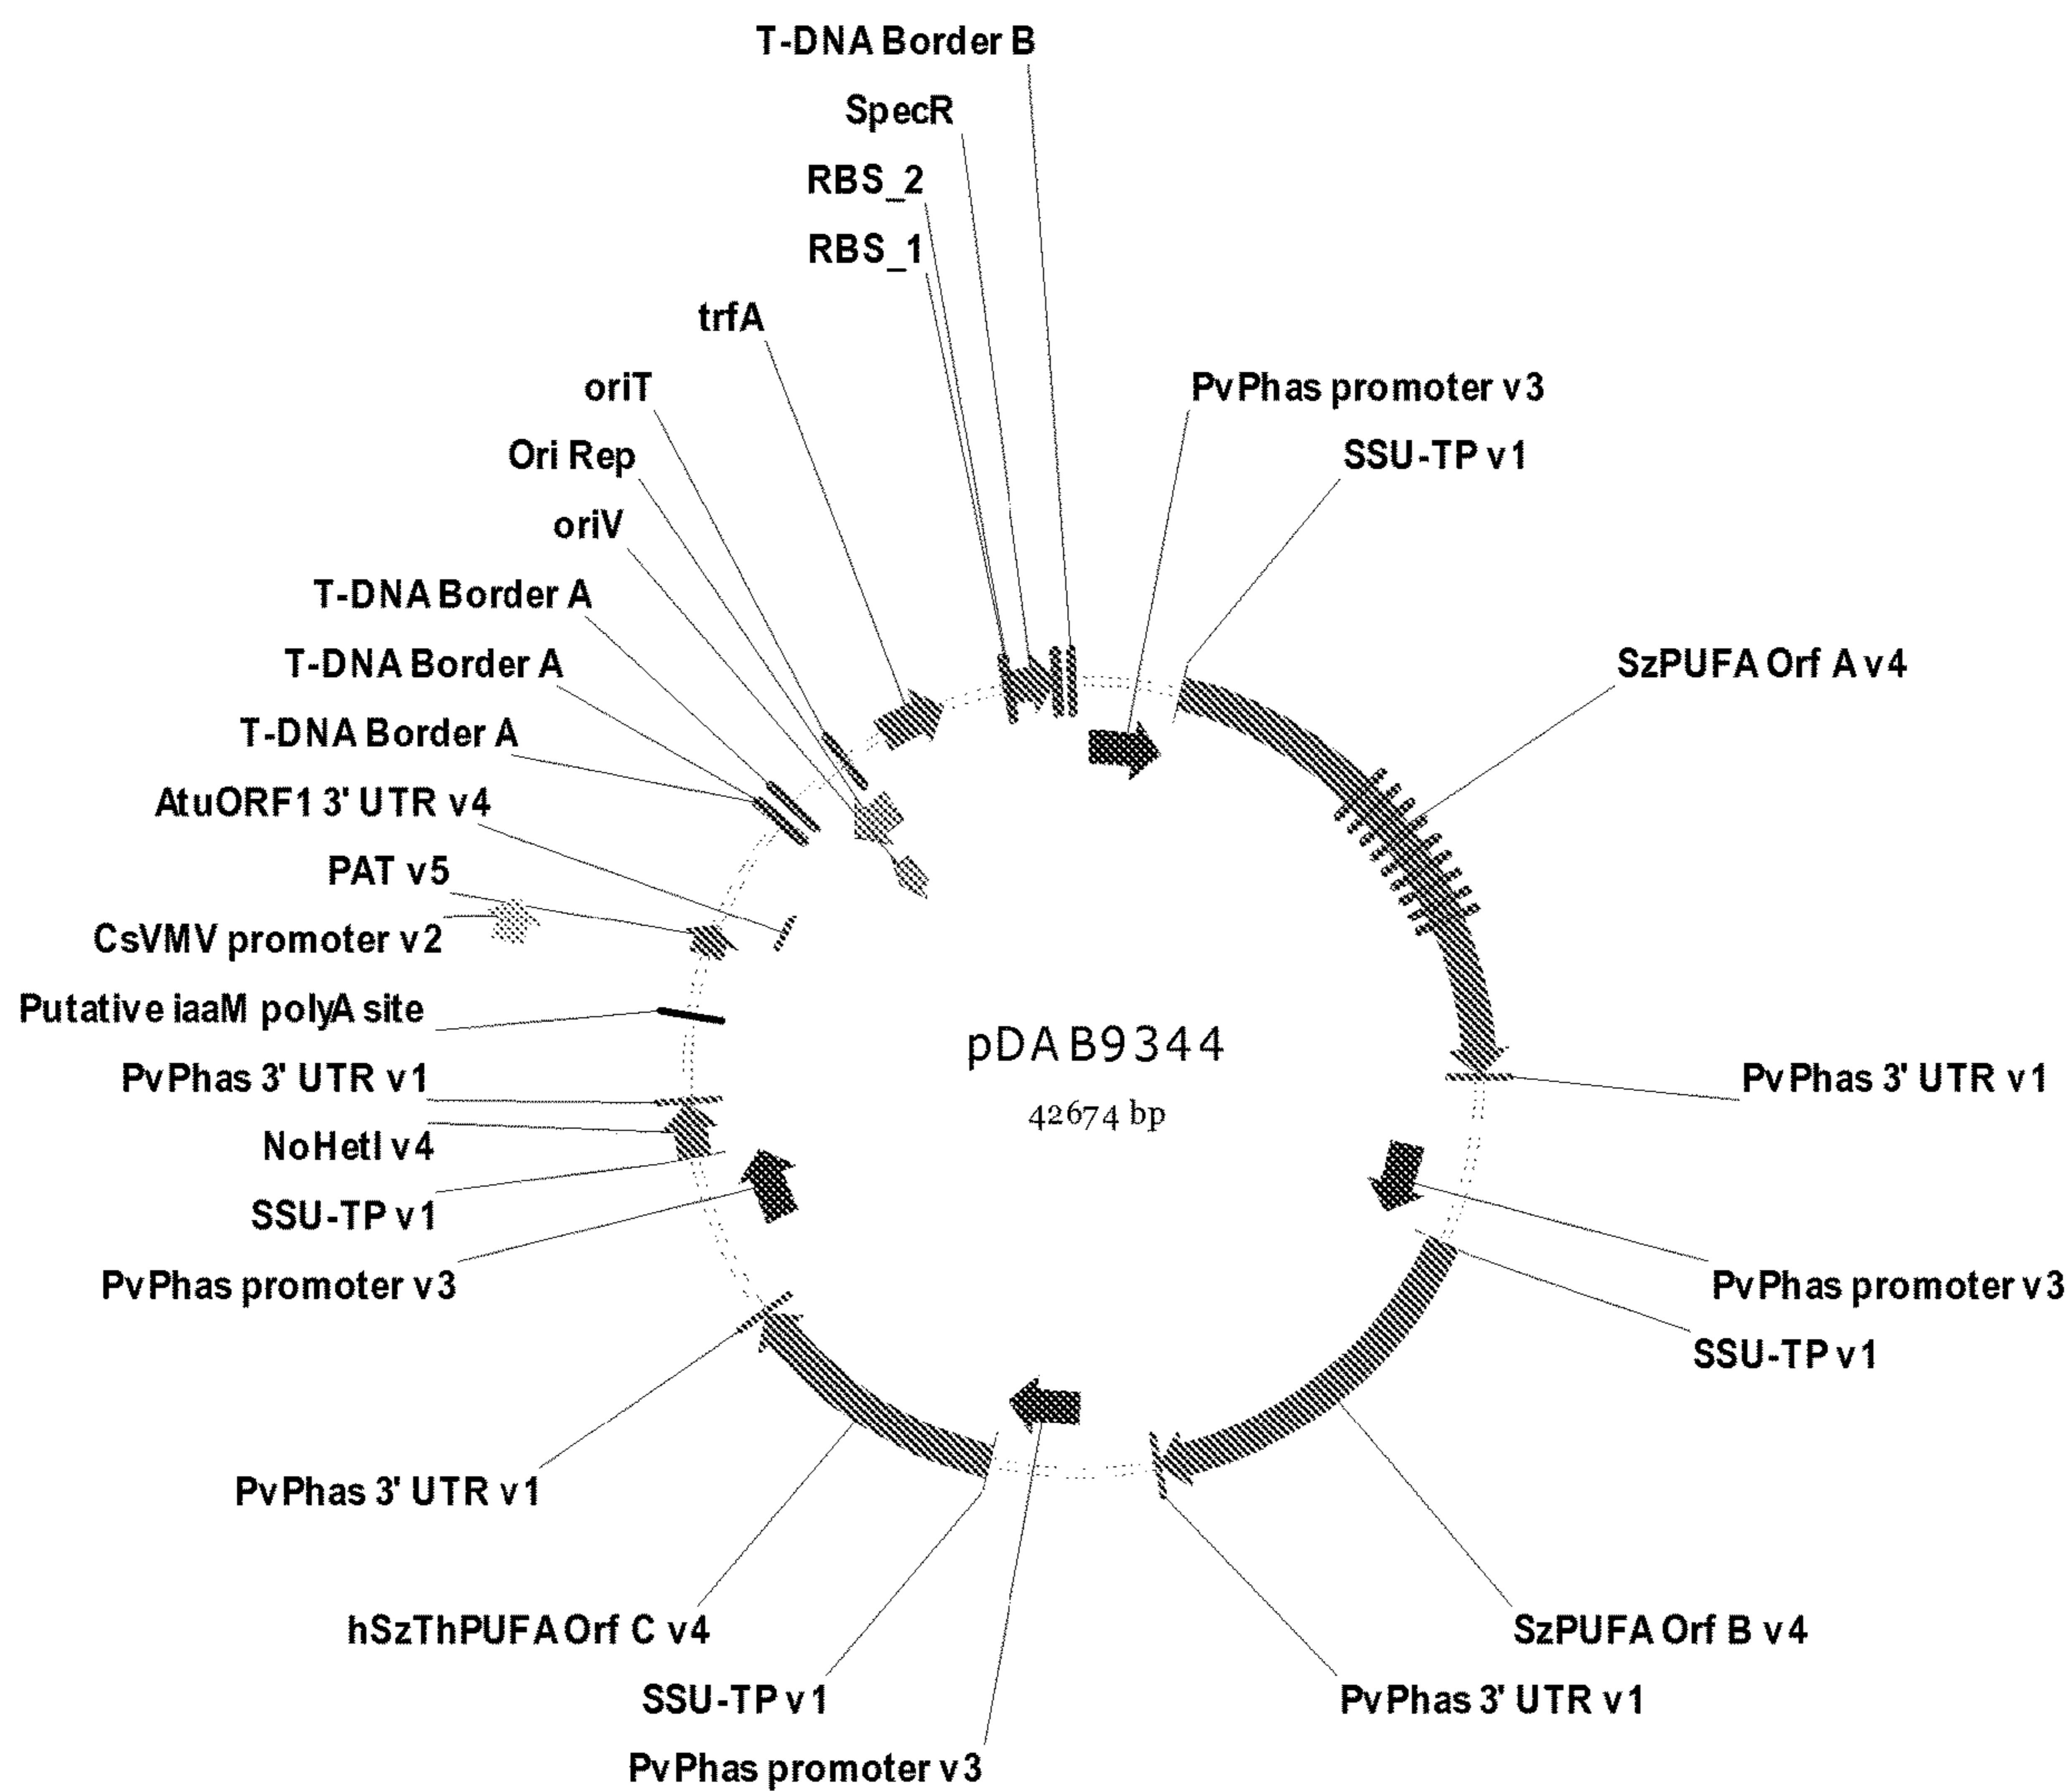 T-DNA Border B
SpecR
RBS_2
RBS_1
trfA
oriT
Ori Rep
oriV
T-DNA Border A
T-DNA Border A
T-DNA Border A
AtuORF1 3' UTR v4
PAT v5
CsVMV promoter v2
Putative iaaM polyA site
PvPhas 3' UTR v1
NoHetI v4
SSU-TP v1
PvPhas promoter v3
PvPhas 3' UTR v1
hSzThPUFA Orf C v4
SSU-TP v1
PvPhas promoter v3
PvPhas promoter v3
SSU-TP v1
SzPUFA Orf A v4
PvPhas 3' UTR v1
PvPhas promoter v3
SSU-TP v1
SzPUFA Orf B v4
PvPhas 3' UTR v1
pDAB9344
42674 bp